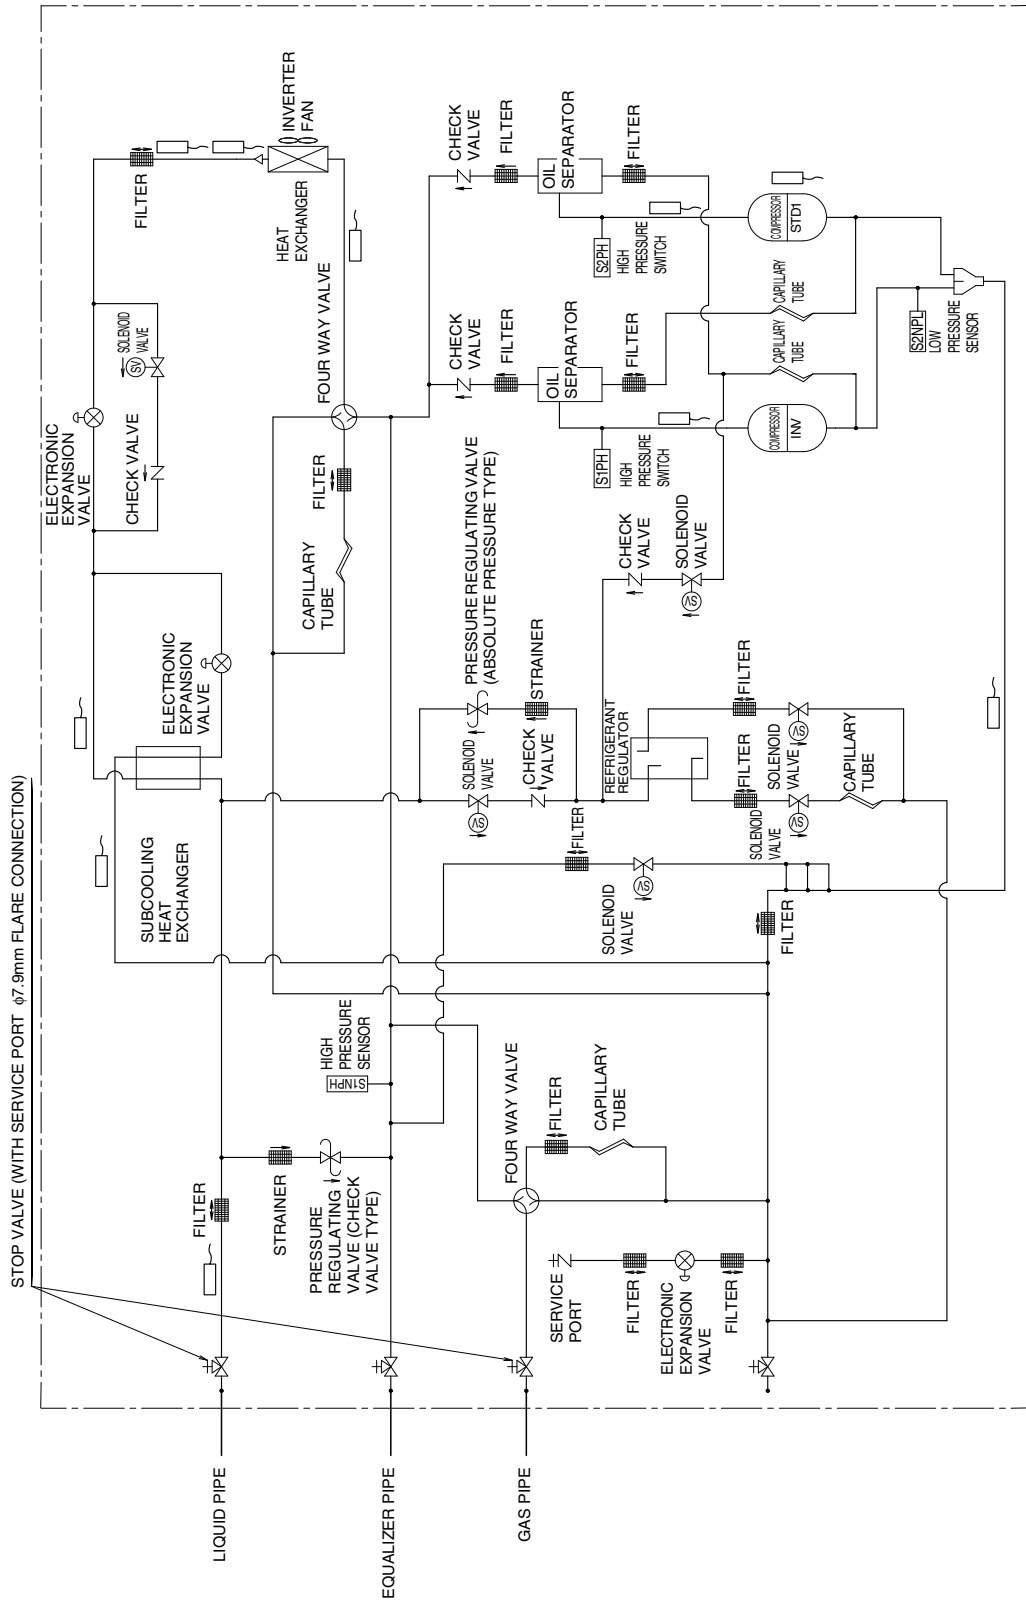 STOP VALVE (WITH SERVICE PORT φ7.9mm FLARE CONNECTION)
ELECTRONIC
EXPANSION
VALVE
CHECK VALVE
SOLENOID
VALVE
SV
FILTER
SUBCOOLING
HEAT
EXCHANGER
ELECTRONIC
EXPANSION
VALVE
HEAT
EXCHANGER
INVERTER
FAN
LIQUID PIPE
FILTER
STRAINER
PRESSURE
REGULATING
VALVE (CHECK
VALVE TYPE)
HIGH
PRESSURE
SENSOR
S1NPH
CAPILLARY
TUBE
FILTER
FOUR WAY VALVE
EQUALIZER PIPE
SOLENOID
VALVE
SV
CHECK
VALVE
PRESSURE REGULATING VALVE
(ABSOLUTE PRESSURE TYPE)
STRAINER
CHECK
VALVE
FILTER
OIL
SEPARATOR
FILTER
CHECK
VALVE
FILTER
OIL
SEPARATOR
FILTER
GAS PIPE
FOUR WAY VALVE
FILTER
CAPILLARY
TUBE
FILTER
SOLENOID
VALVE
SV
REFRIGERANT
REGULATOR
CHECK
VALVE
SOLENOID
VALVE
SV
S1PH
HIGH
PRESSURE
SWITCH
S2PH
HIGH
PRESSURE
SWITCH
SERVICE
PORT
FILTER
ELECTRONIC
EXPANSION
VALVE
FILTER
FILTER
FILTER
SOLENOID
VALVE
SV
FILTER
SOLENOID
VALVE
SV
CAPILLARY
TUBE
COMPRESSOR
INV
CAPILLARY
TUBE
CAPILLARY
TUBE
COMPRESSOR
STD1
S2NPL
LOW
PRESSURE
SENSOR